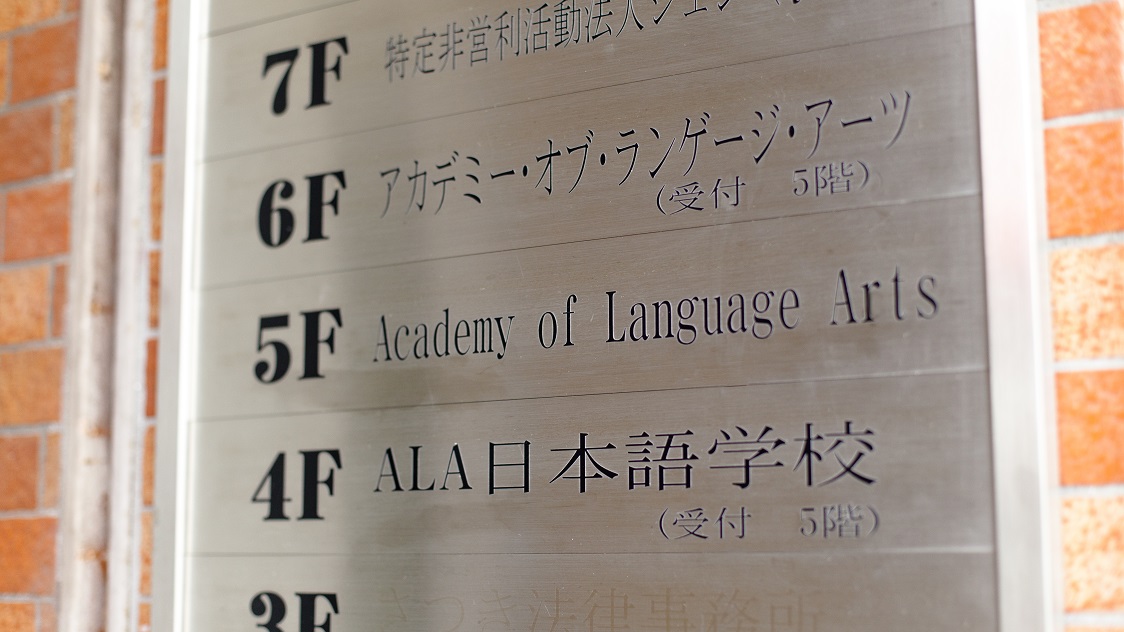 7F 特定非営利活動法人ジェン
6F アカデミー・オブ・ランゲージ・アーツ
(受付 5階)
5F Academy of Language Arts
4F ALA日本語学校
(受付 5階)
3F さつき法律事務所